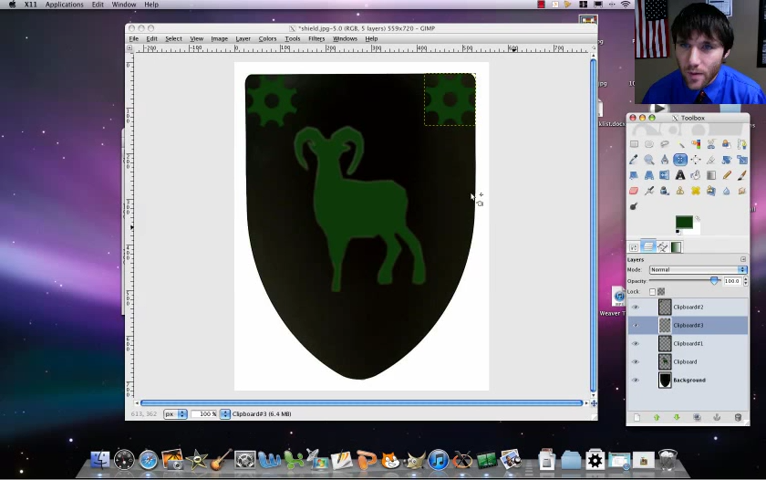 X11 Applications Edit Window Help
*shield.jpg-5.0 (RGB, 5 layers) 559x720 – GIMP
File Edit Select View Image Layer Colors Tools Filters Windows Help
Toolbox
Layers
Mode: Normal
Opacity: 100.0
Lock:
Clipboard#2
Clipboard#3
Clipboard#1
Clipboard
Background
px 100 % Clipboard#3 (6.4 MB)